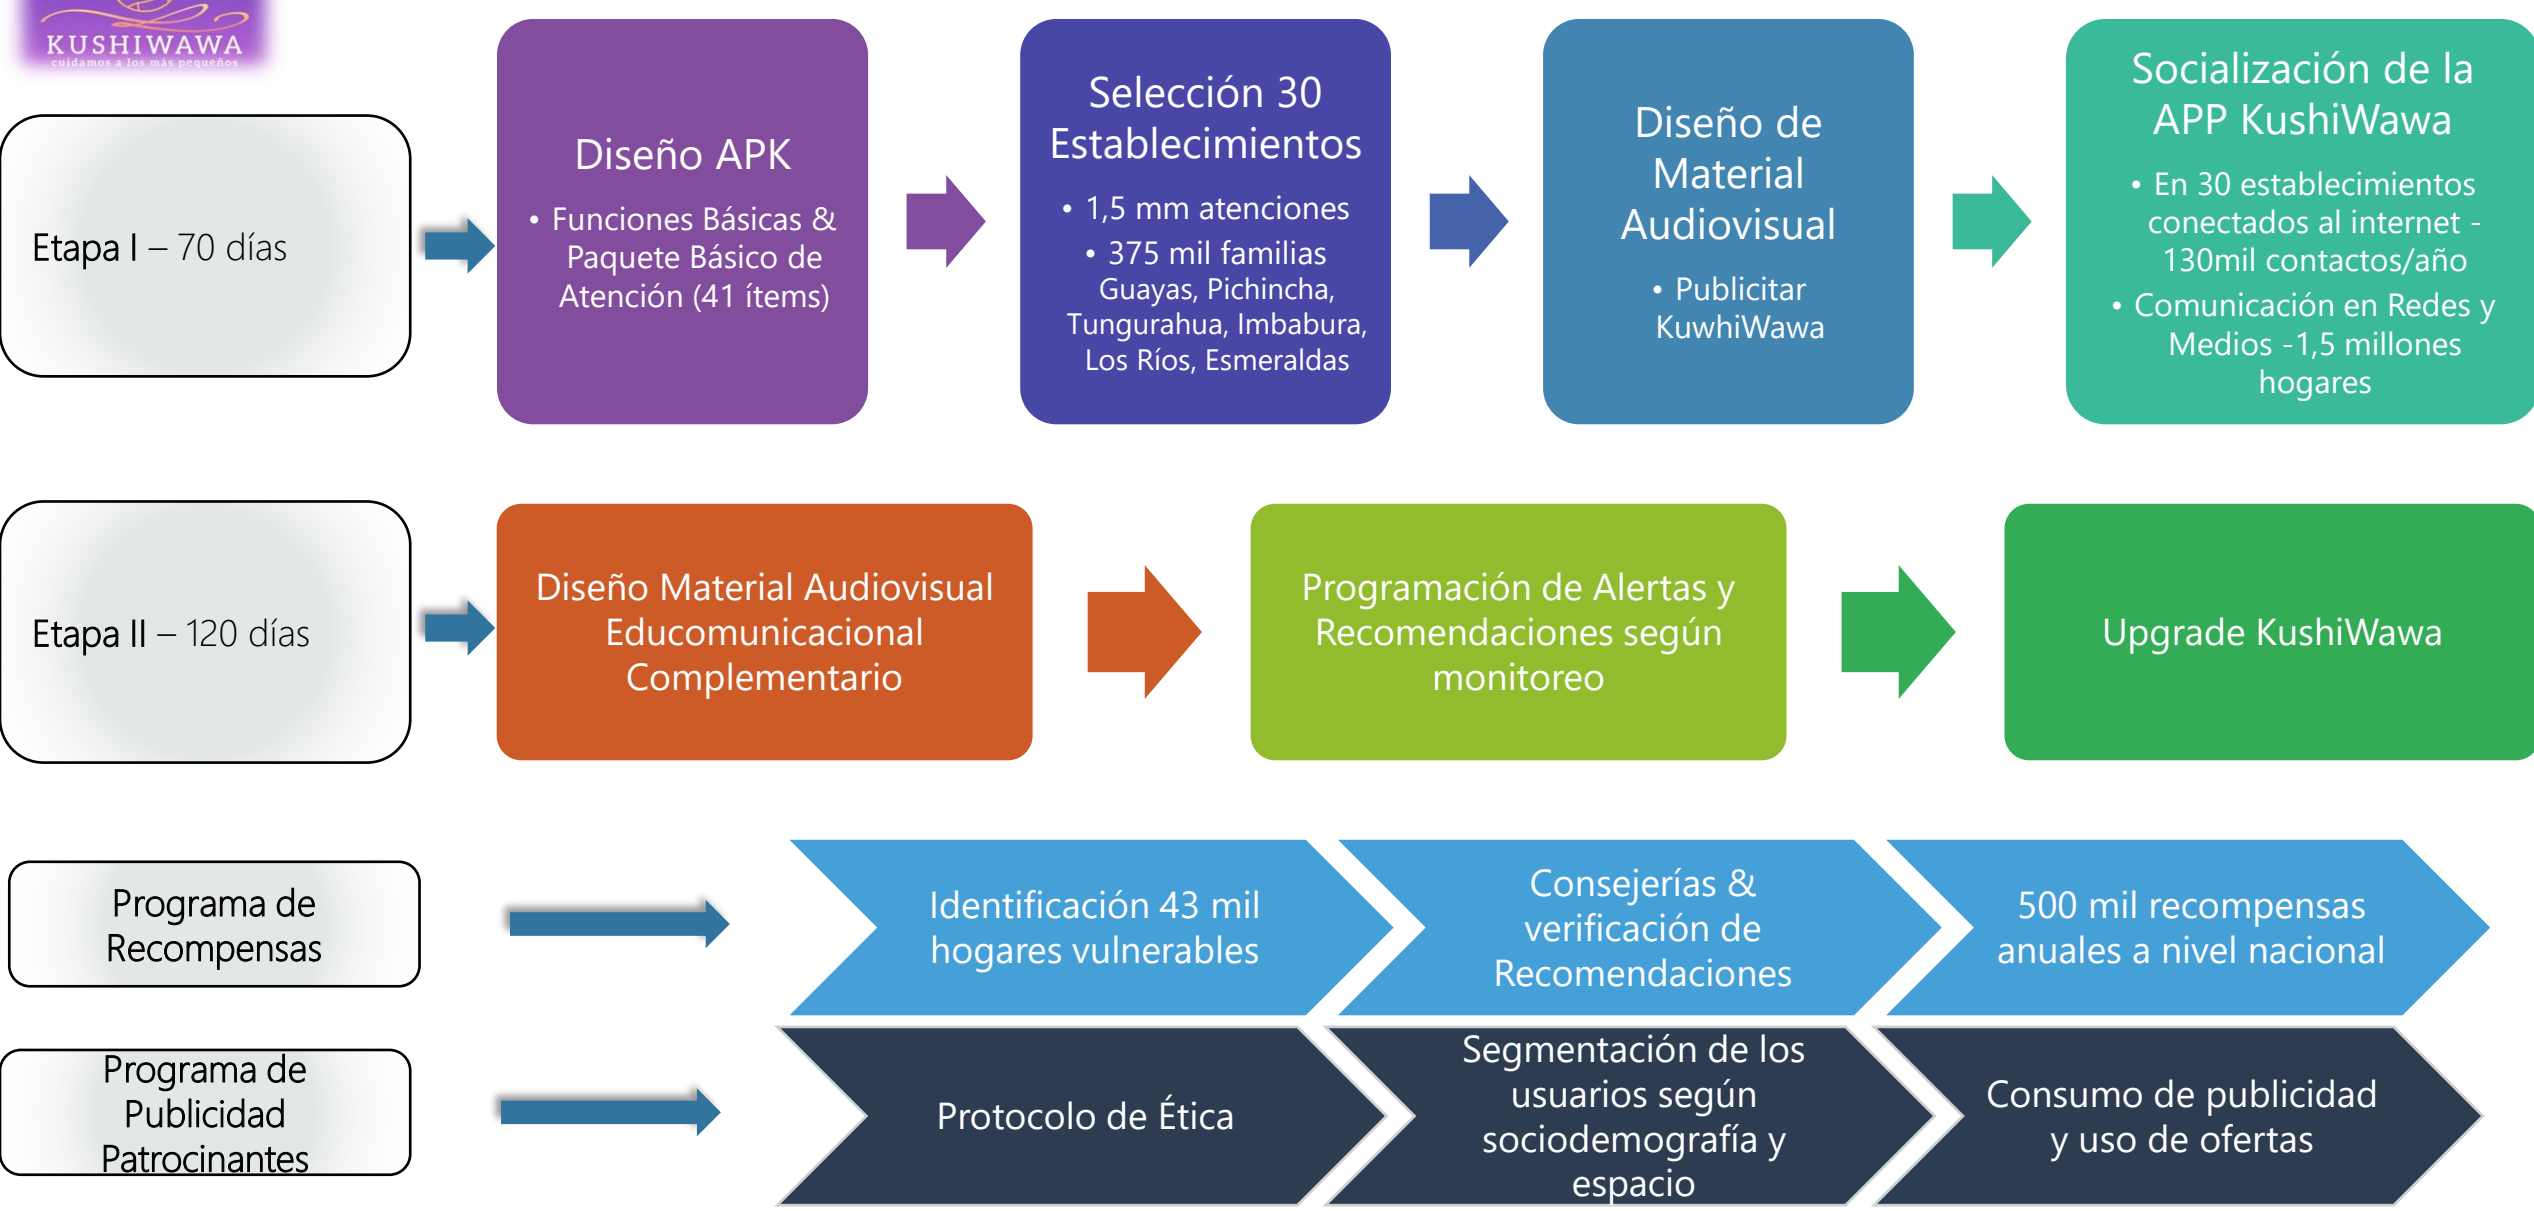 KUSHIWAWA
cuidamos a los más pequeños
Etapa I – 70 días
Diseño APK
• Funciones Básicas &
Paquete Básico de
Atención (41 ítems)
Selección 30
Establecimientos
• 1,5 mm atenciones
• 375 mil familias
Guayas, Pichincha,
Tungurahua, Imbabura,
Los Ríos, Esmeraldas
Diseño de
Material
Audiovisual
• Publicitar
KuwhiWawa
Socialización de la
APP KushiWawa
• En 30 establecimientos
conectados al internet -
130mil contactos/año
• Comunicación en Redes y
Medios -1,5 millones
hogares
Etapa II – 120 días
Diseño Material Audiovisual
Educomunicacional
Complementario
Programación de Alertas y
Recomendaciones según
monitoreo
Upgrade KushiWawa
Programa de
Recompensas
Identificación 43 mil
hogares vulnerables
Consejerías &
verificación de
Recomendaciones
500 mil recompensas
anuales a nivel nacional
Programa de
Publicidad
Patrocinantes
Protocolo de Ética
Segmentación de los
usuarios según
sociodemografía y
espacio
Consumo de publicidad
y uso de ofertas